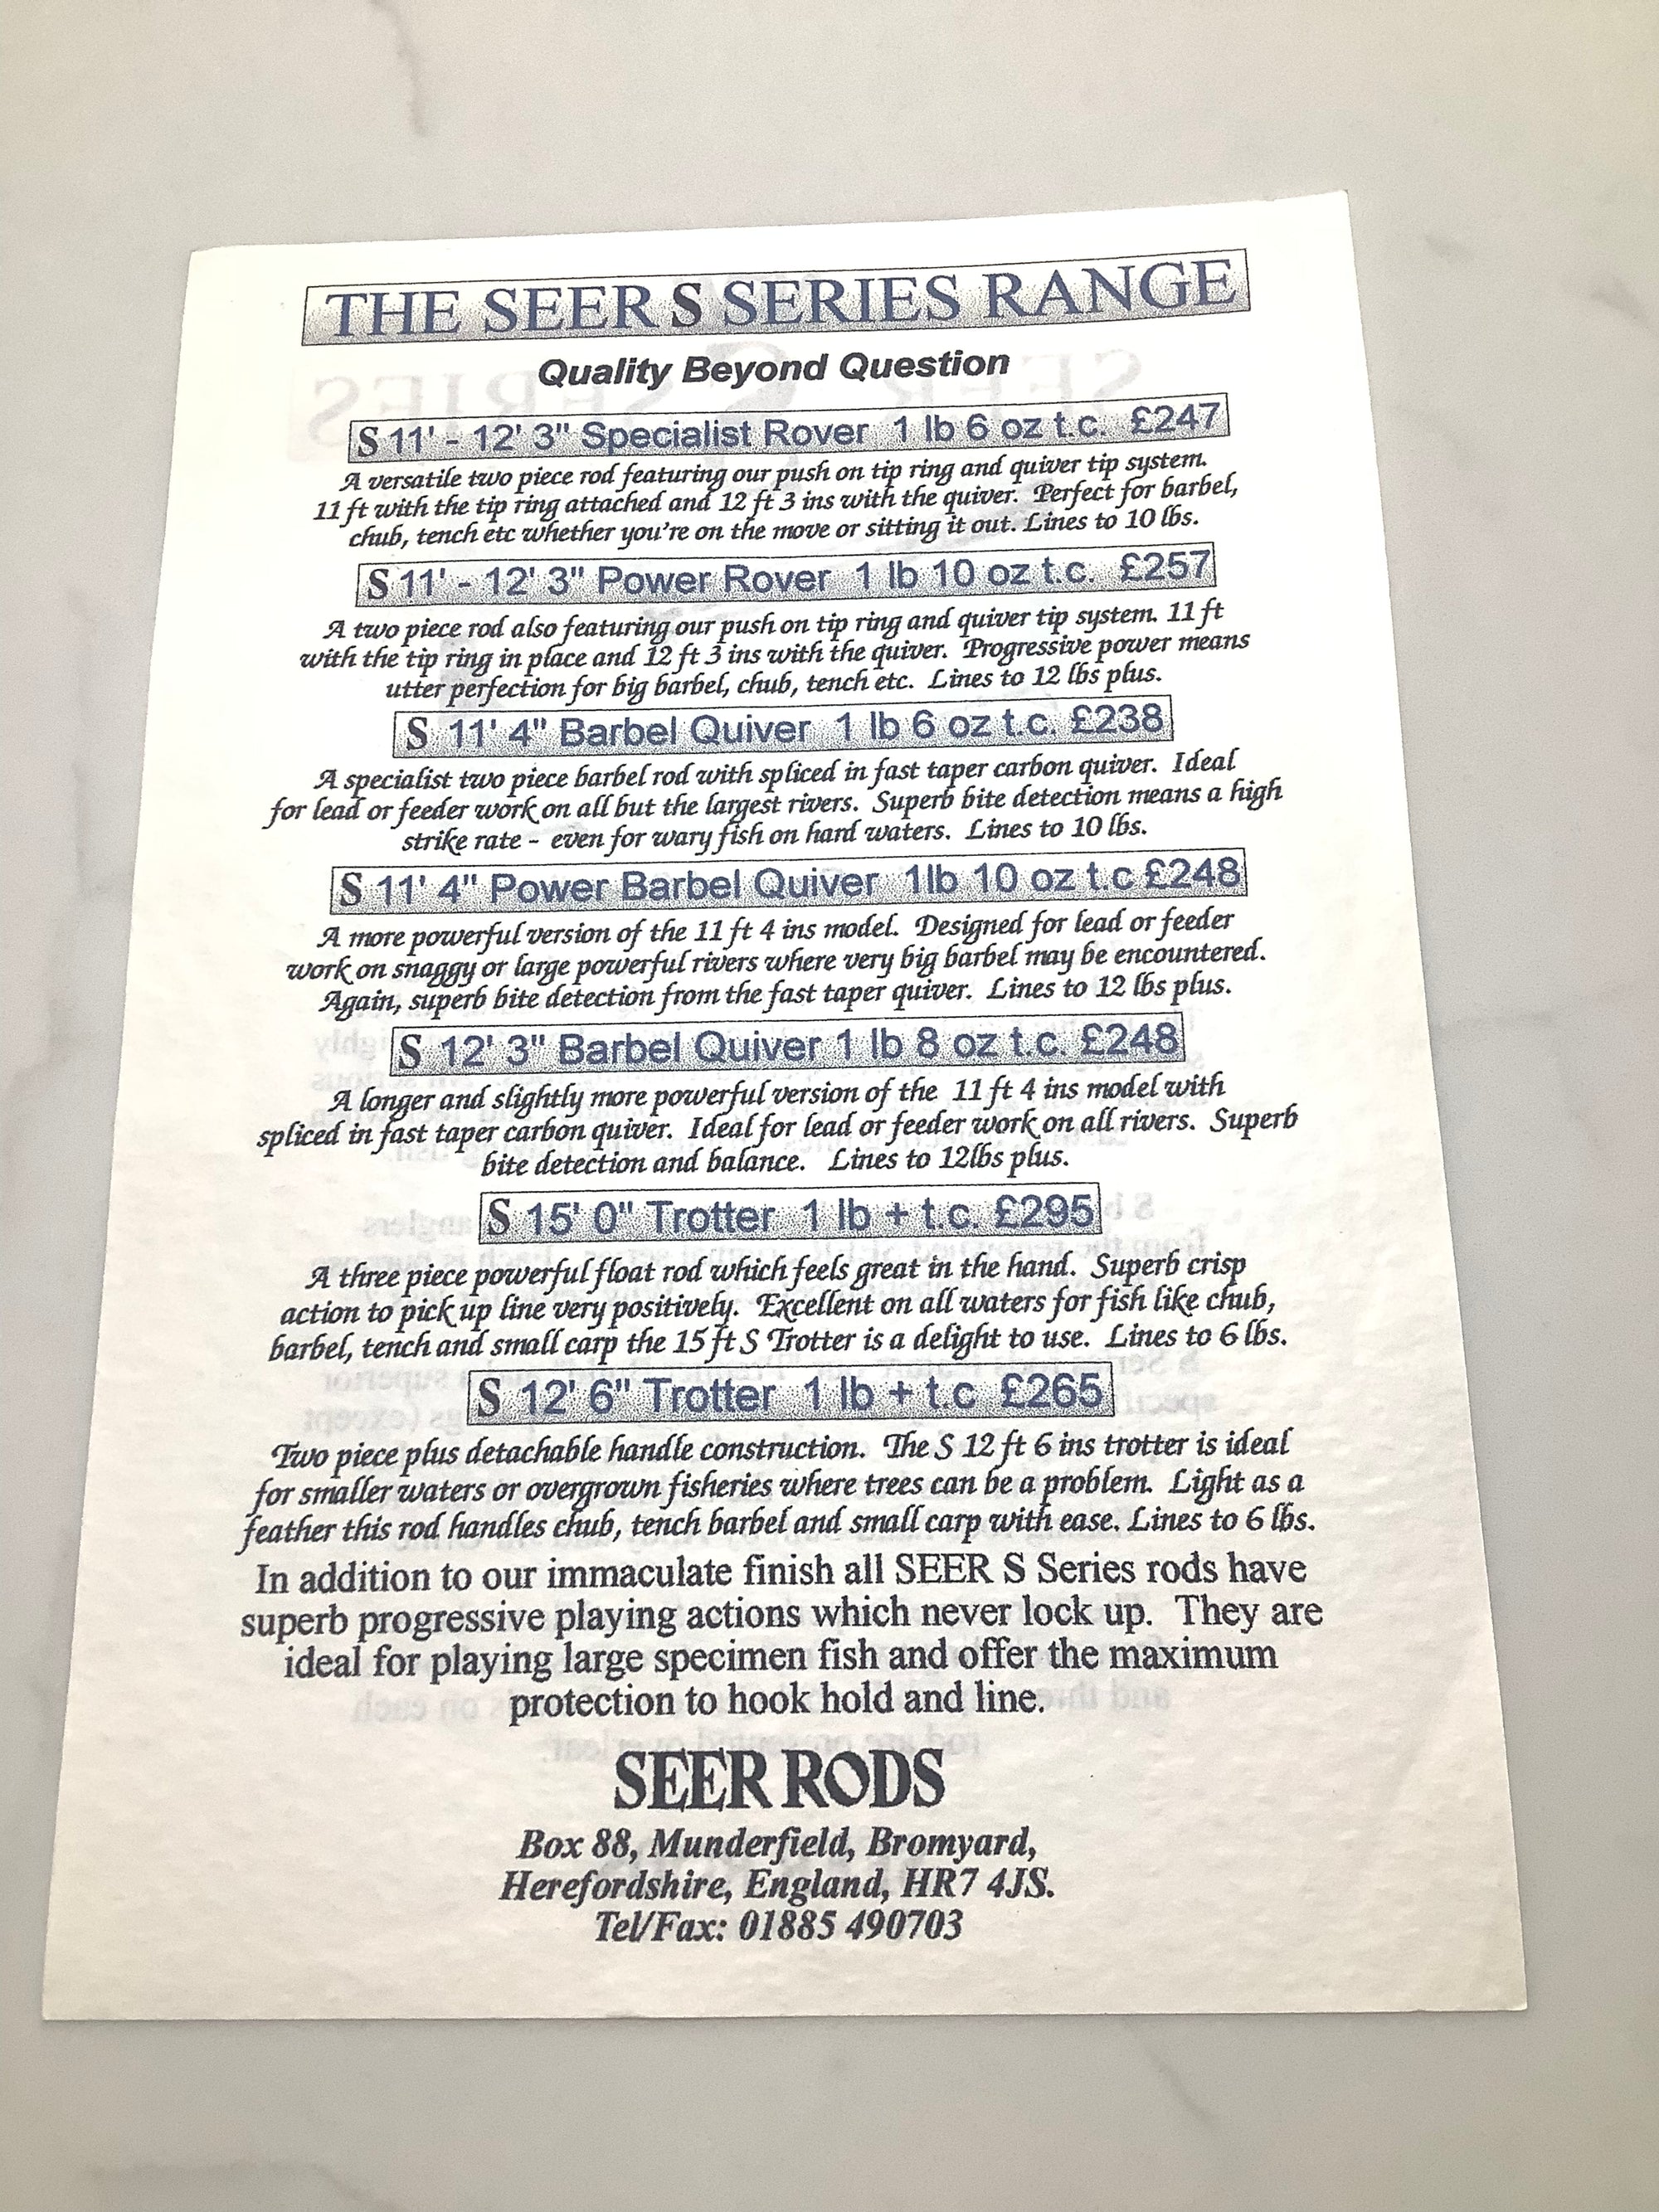 THE SEER S SERIES RANGE
Quality Beyond Question
S 11' - 12' 3" Specialist Rover 1 lb 6 oz t.c. £247
A versatile two piece rod featuring our push on tip ring and quiver tip system.
11 ft with the tip ring attached and 12 ft 3 ins with the quiver. Perfect for barbel,
chub, tench etc whether you're on the move or sitting it out. Lines to 10 lbs.
S 11' - 12' 3" Power Rover 1 lb 10 oz t.c. £257
A two piece rod also featuring our push on tip ring and quiver tip system. 11 ft
with the tip ring in place and 12 ft 3 ins with the quiver. Progressive power means
utter perfection for big barbel, chub, tench etc. Lines to 12 lbs plus.
S 11' 4" Barbel Quiver 1 lb 6 oz t.c. £238
A specialist two piece barbel rod with spliced in fast taper carbon quiver. Ideal
for lead or feeder work on all but the largest rivers. Superb bite detection means a high
strike rate - even for wary fish on hard waters. Lines to 10 lbs.
S 11' 4" Power Barbel Quiver 1lb 10 oz t.c £248
A more powerful version of the 11 ft 4 ins model. Designed for lead or feeder
work on snaggy or large powerful rivers where very big barbel may be encountered.
Again, superb bite detection from the fast taper quiver. Lines to 12 lbs plus.
S 12' 3" Barbel Quiver 1 lb 8 oz t.c. £248
A longer and slightly more powerful version of the 11 ft 4 ins model with
spliced in fast taper carbon quiver. Ideal for lead or feeder work on all rivers. Superb
bite detection and balance. Lines to 12lbs plus.
S 15' 0" Trotter 1 lb + t.c. £295
A three piece powerful float rod which feels great in the hand. Superb crisp
action to pick up line very positively. Excellent on all waters for fish like chub,
barbel, tench and small carp the 15 ft S Trotter is a delight to use. Lines to 6 lbs.
S 12' 6" Trotter 1 lb + t.c £265
Two piece plus detachable handle construction. The S 12 ft 6 ins trotter is ideal
for smaller waters or overgrown fisheries where trees can be a problem. Light as a
feather this rod handles chub, tench barbel and small carp with ease. Lines to 6 lbs.
In addition to our immaculate finish all SEER S Series rods have
superb progressive playing actions which never lock up. They are
ideal for playing large specimen fish and offer the maximum
protection to hook hold and line.
SEER RODS
Box 88, Munderfield, Bromyard,
Herefordshire, England, HR7 4JS.
Tel/Fax: 01885 490703